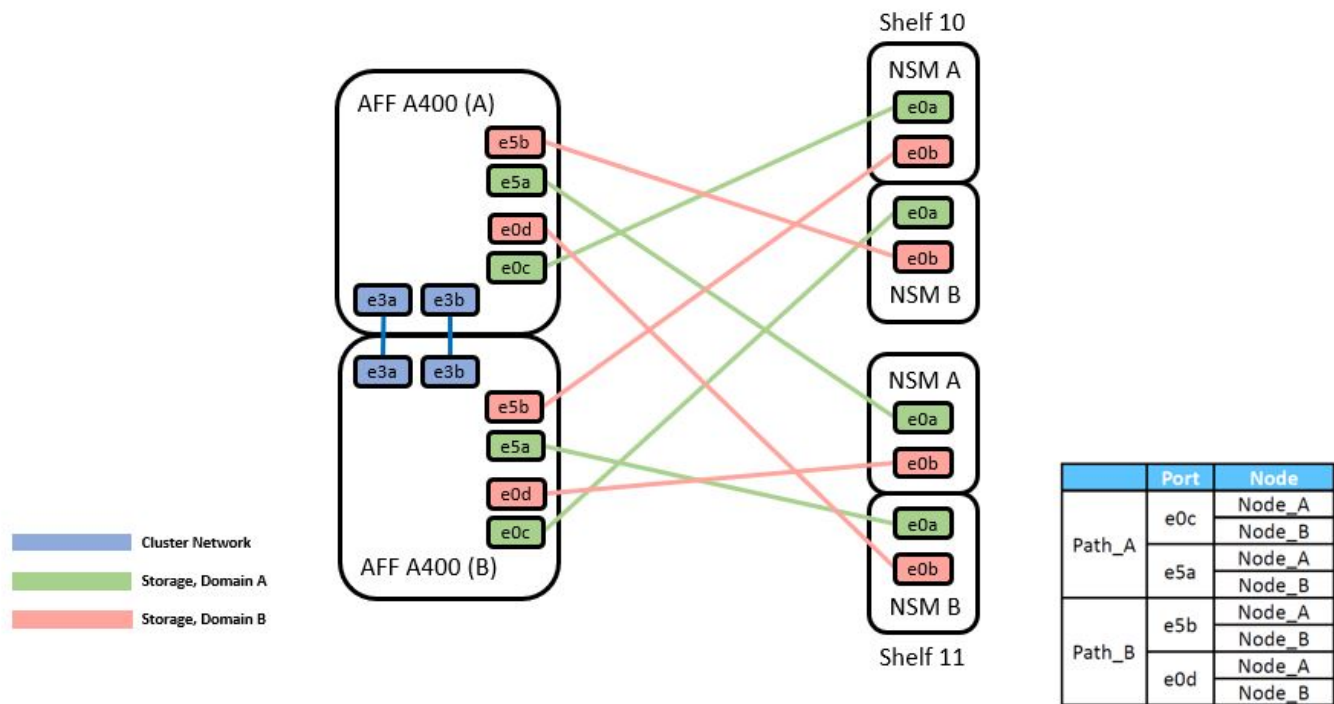 Shelf 10
AFF A400 (A)
e5b
e5a
e0d
e0c
e3a e3b
e3a e3b
e5b
e5a
e0d
e0c
AFF A400 (B)
NSM A
e0a
e0b
e0a
e0b
NSM B
NSM A
e0a
e0b
e0a
e0b
NSM B
Shelf 11
Cluster Network
Storage, Domain A
Storage, Domain B
Port Node
Path_A e0c Node_A
Node_B
e5a Node_A
Node_B
Path_B e5b Node_A
Node_B
e0d Node_A
Node_B